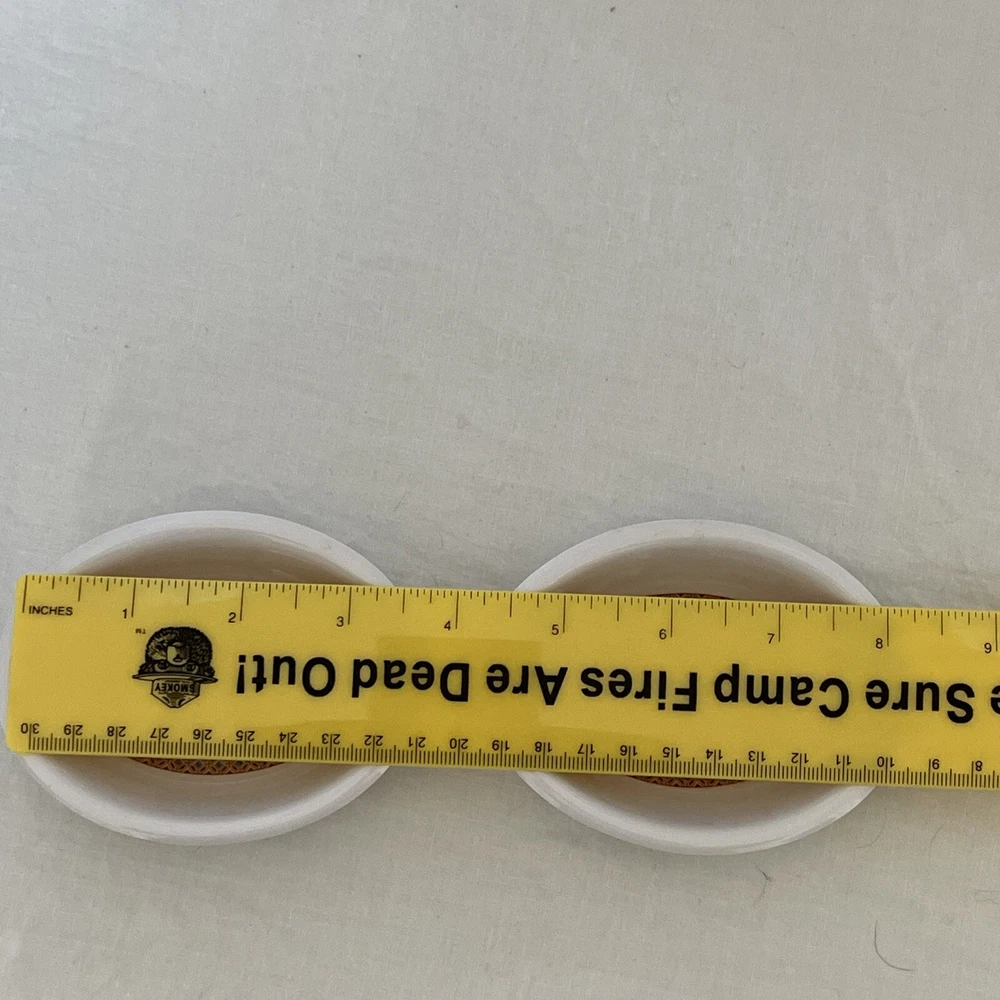 INCHES 1 2 3 4 5 6 7 8 9
™
SMOKEY
e Sure Camp Fires Are Dead Out!
30 29 28 27 26 25 24 23 22 21 20 19 18 17 16 15 14 13 12 11 10 9 8